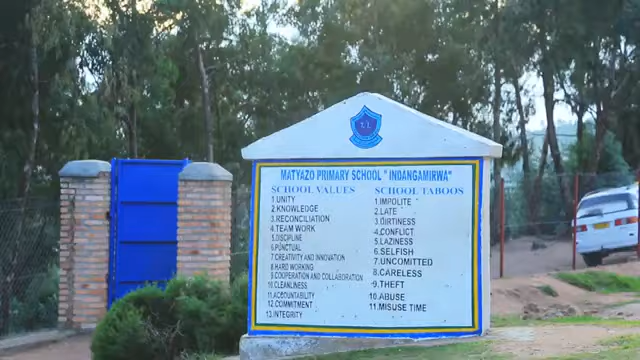 MATYAZO PRIMARY SCHOOL " INDANGAMIRWA"
SCHOOL VALUES
1 UNITY
2.KNOWLEDGE
3.RECONCILIATION
4.TEAM WORK
5.DISCIPLINE
6.PUNCTUAL
7.CREATIVITY AND INNOVATION
8.HARD WORKING
9.COOPERATION AND COLLABORATION
10.CLEANLINESS
11.ACCOUNTABILITY
12.COMMITMENT
13.INTEGRITY
SCHOOL TABOOS
1.IMPOLITE
2.LATE
3.DIRTINESS
4.CONFLICT
5.LAZINESS
6.SELFISH
7.UNCOMITTED
8.CARELESS
9.THEFT
10.ABUSE
11.MISUSE TIME